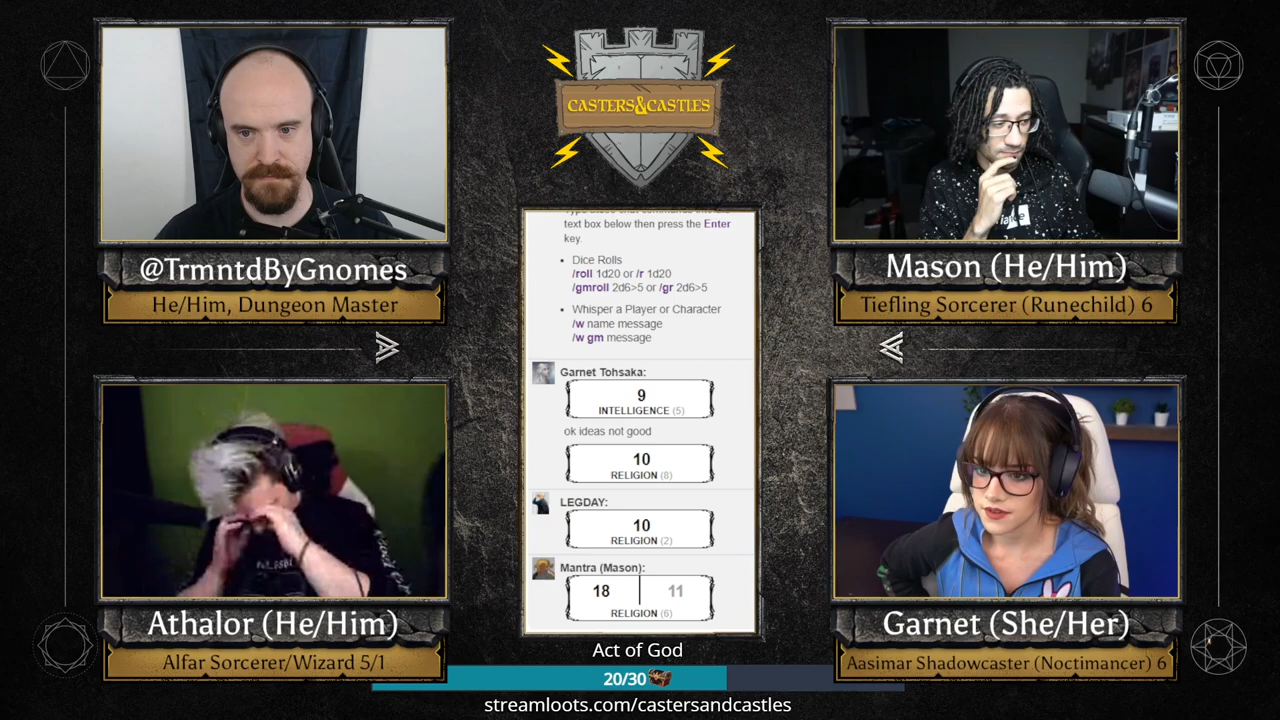 CASTERS&CASTLES
@TrmntdByGnomes
He/Him, Dungeon Master
Mason (He/Him)
Tiefling Sorcerer (Runechild) 6
text box below then press the Enter
key.
• Dice Rolls
/roll 1d20 or /r 1d20
/gmroll 2d6>5 or /gr 2d6>5
• Whisper a Player or Character
/w name message
/w gm message
Garnet Tohsaka:
9
INTELLIGENCE (5)
ok ideas not good
10
RELIGION (8)
LEGDAY:
10
RELIGION (2)
Mantra (Mason):
18 11
RELIGION (6)
Athalor (He/Him)
Alfar Sorcerer/Wizard 5/1
Garnet (She/Her)
Aasimar Shadowcaster (Noctimancer) 6
Act of God
20/30
streamloots.com/castersandcastles